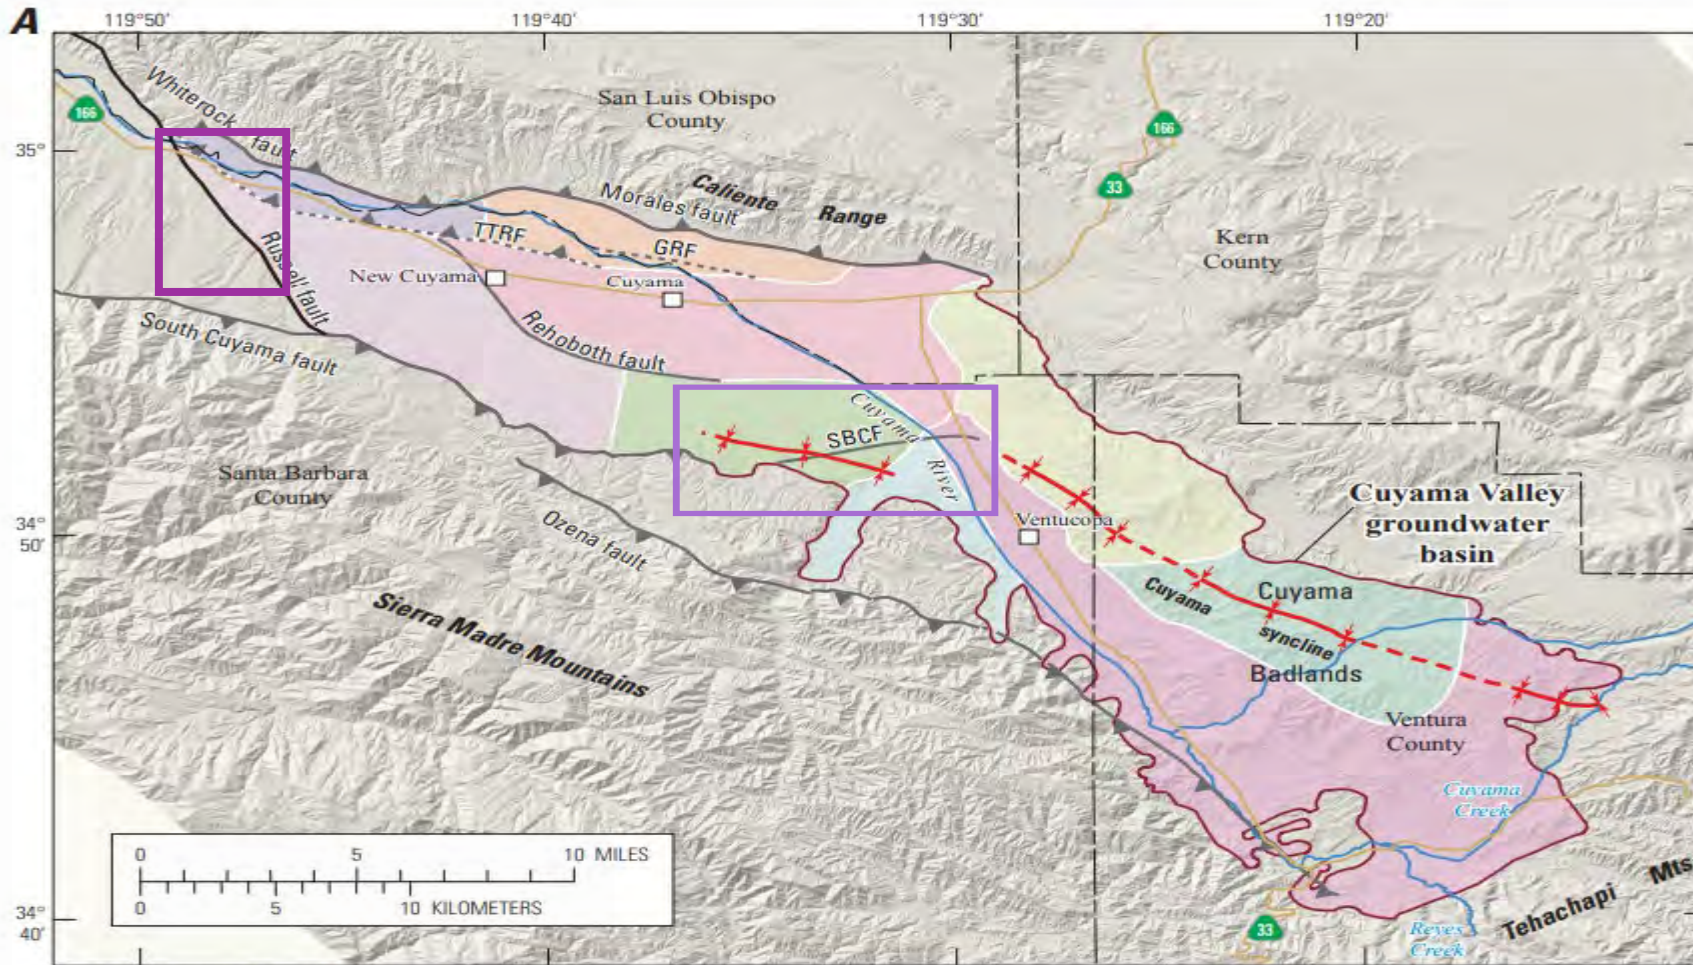 A
119°50'
119°40'
119°30'
119°20'
Whiterock fault
166
San Luis Obispo
County
166
35°
33
Caliente Range
Morales fault
TTRF
GRF
Kern
County
Russell fault
New Cuyama
Cuyama
South Cuyama fault
Rehoboth fault
Cuyama River
SBCF
Santa Barbara
County
Cuyama Valley
groundwater
basin
34°
50'
Ozena fault
Ventucopa
Cuyama syncline
Cuyama
Badlands
Sierra Madre Mountains
Ventura
County
Cuyama
Creek
0 5 10 MILES
0 5 10 KILOMETERS
Tehachapi Mts
34°
40'
33
Reyes
Creek